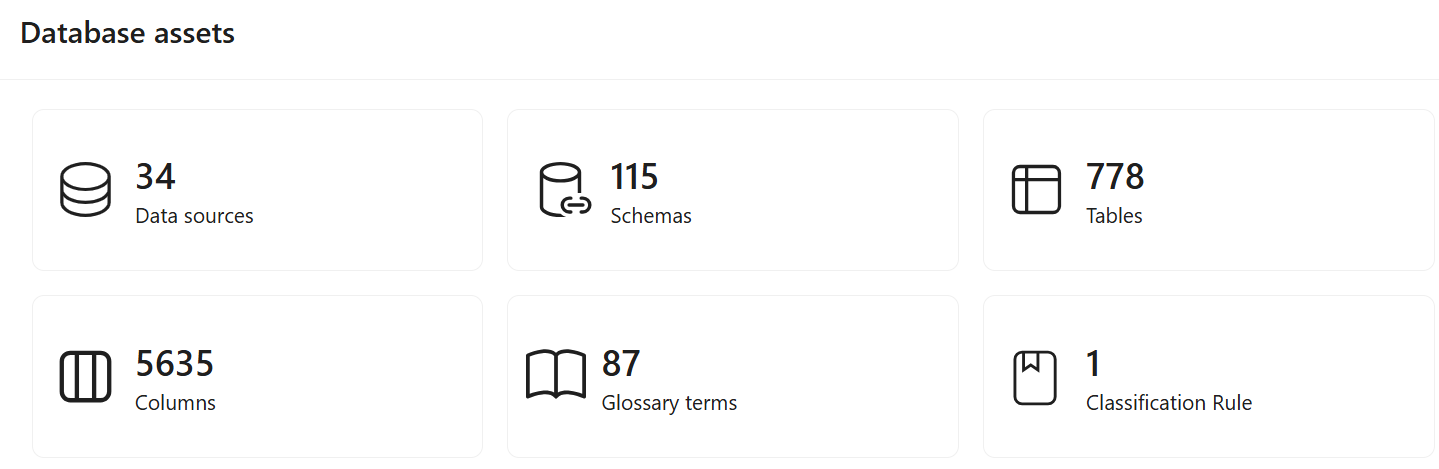 Database assets
34
Data sources
115
Schemas
778
Tables
5635
Columns
87
Glossary terms
1
Classification Rule